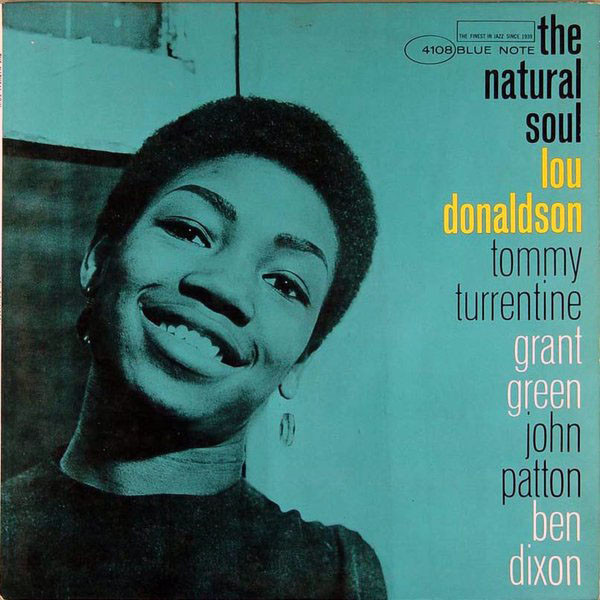 THE FINEST IN JAZZ SINCE 1939
4108 BLUE NOTE
the
natural
soul
lou
donaldson
tommy
turrentine
grant
green
john
patton
ben
dixon